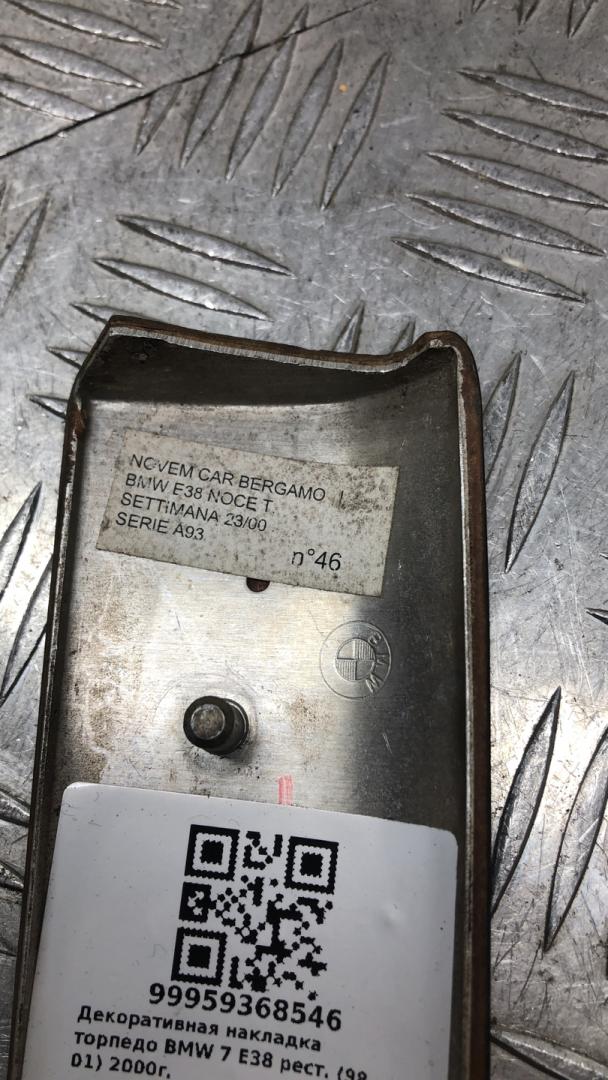 NOVEM CAR BERGAMO I
BMW E38 NOCE T
SETTIMANA 23/00
SERIE A93
n°46
BMW
99959368546
Декоративная накладка
торпедо BMW 7 E38 рест. (98
01) 2000г.